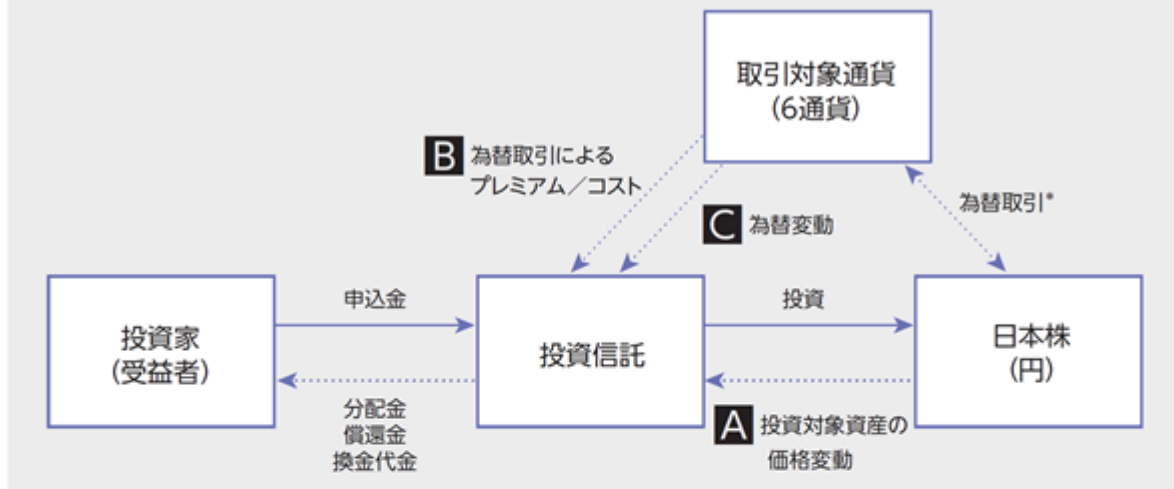 取引対象通貨
(6通貨)
B 為替取引による
プレミアム/コスト
C 為替変動
為替取引*
投資家
(受益者)
申込金
分配金
償還金
換金代金
投資信託
投資
A 投資対象資産の
価格変動
日本株
(円)